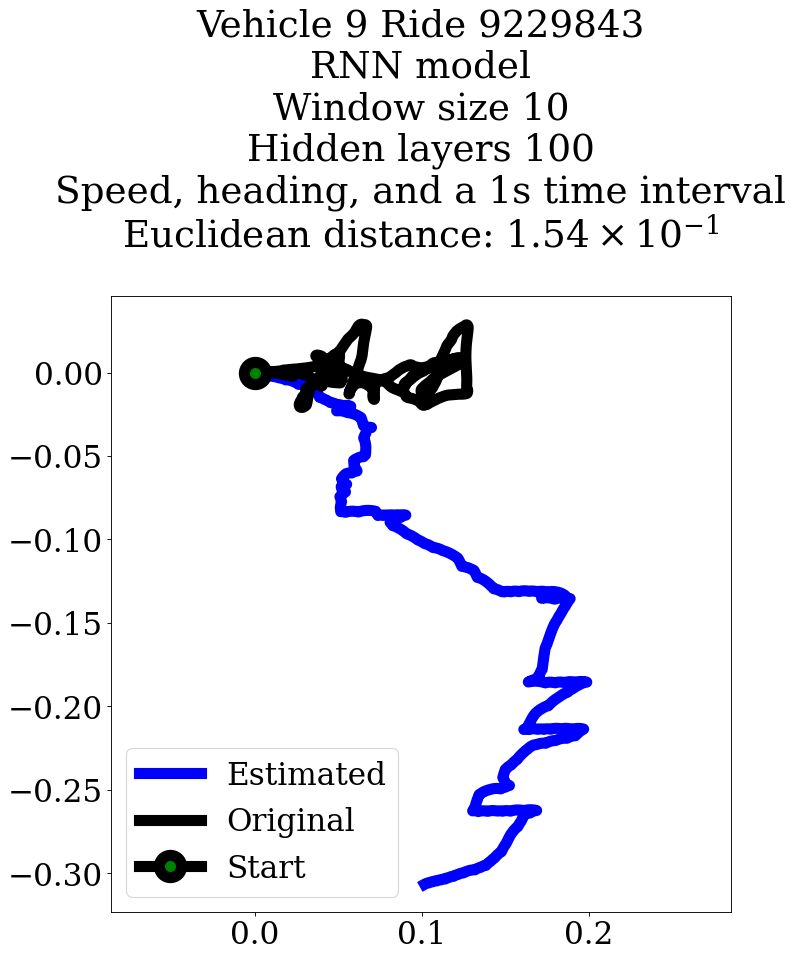 Vehicle 9 Ride 9229843
RNN model
Window size 10
Hidden layers 100
Speed, heading, and a 1s time interval
Euclidean distance: 1.54 × 10⁻¹
0.00
−0.05
−0.10
−0.15
−0.20
−0.25
−0.30
Estimated
Original
Start
0.0 0.1 0.2